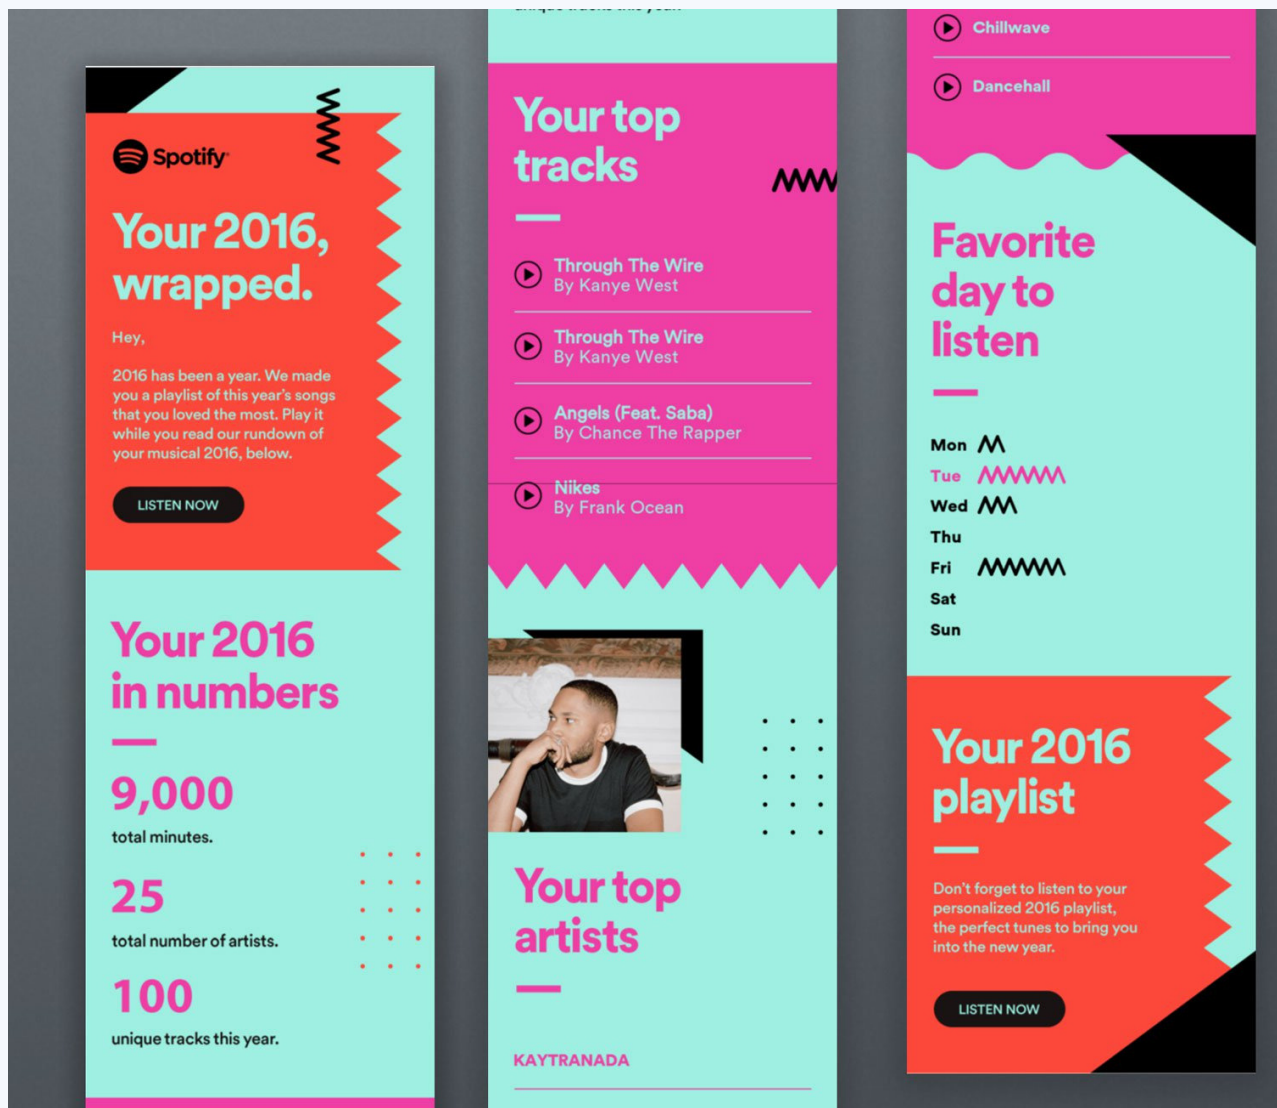 Spotify
Your 2016,
wrapped.
Hey,
2016 has been a year. We made
you a playlist of this year's songs
that you loved the most. Play it
while you read our rundown of
your musical 2016, below.
LISTEN NOW
Your 2016
in numbers
9,000
total minutes.
25
total number of artists.
100
unique tracks this year.
unique tracks this year.
Your top
tracks
Through The Wire
By Kanye West
Through The Wire
By Kanye West
Angels (Feat. Saba)
By Chance The Rapper
Nikes
By Frank Ocean
Your top
artists
KAYTRANADA
Chillwave
Dancehall
Favorite
day to
listen
Mon
Tue
Wed
Thu
Fri
Sat
Sun
Your 2016
playlist
Don't forget to listen to your
personalized 2016 playlist,
the perfect tunes to bring you
into the new year.
LISTEN NOW